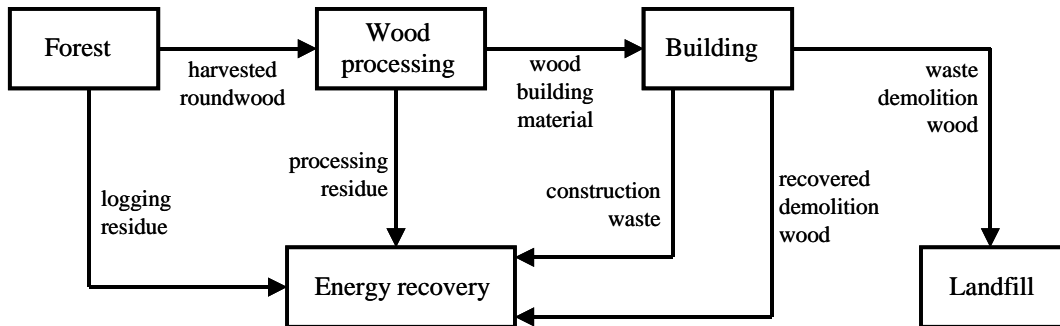 Forest
harvested
roundwood
Wood
processing
wood
building
material
Building
waste
demolition
wood
logging
residue
processing
residue
construction
waste
recovered
demolition
wood
Energy recovery
Landfill